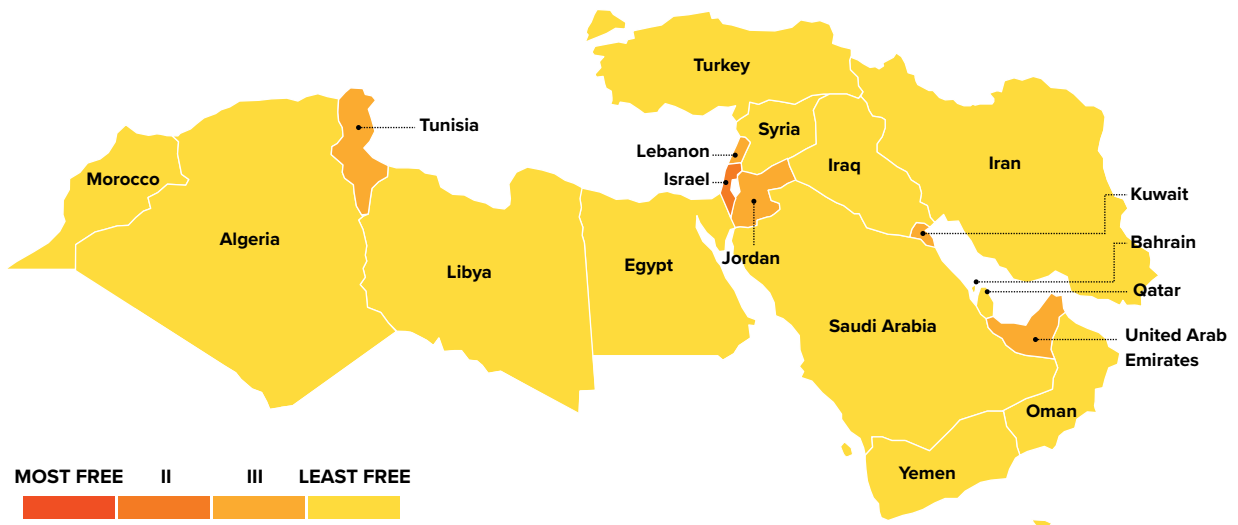 Turkey
Tunisia
Syria
Lebanon
Iraq
Iran
Israel
Morocco
Kuwait
Algeria
Bahrain
Jordan
Egypt
Libya
Qatar
Saudi Arabia
United Arab
Emirates
Oman
Yemen
MOST FREE II III LEAST FREE